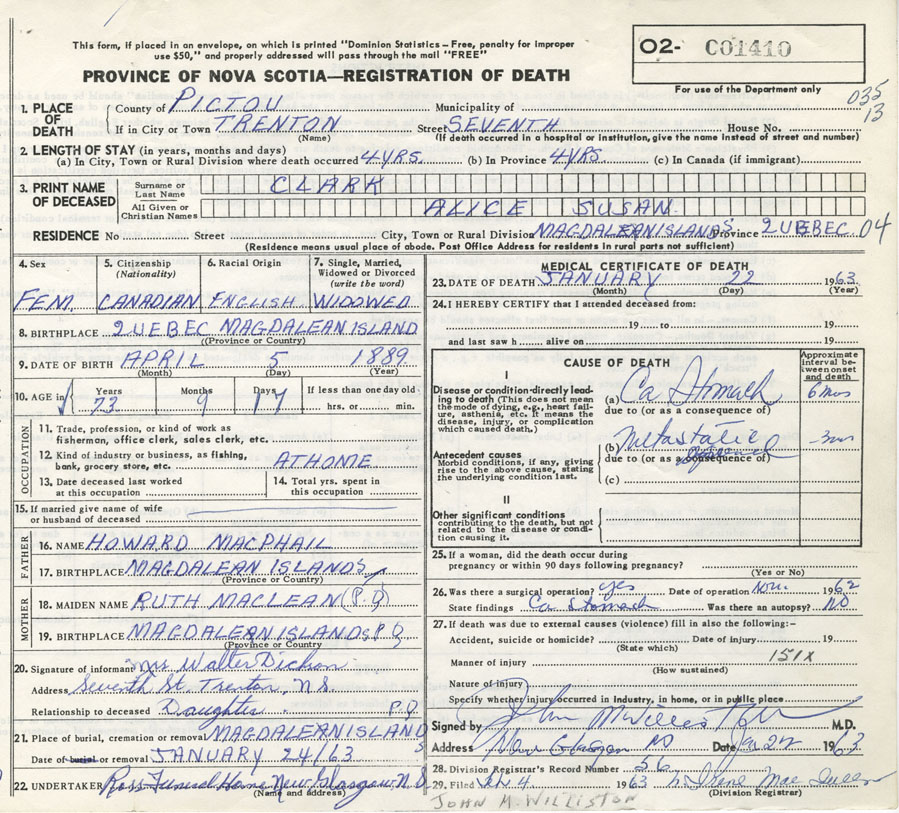 This form, if placed in an envelope, on which is printed "Dominion Statistics – Free, penalty for improper
use $50," and properly addressed will pass through the mail "FREE"
PROVINCE OF NOVA SCOTIA—REGISTRATION OF DEATH
O2- C01410
For use of the Department only
035
13
1. PLACE OF DEATH County of PICTOU Municipality of
If in City or Town TRENTON Street SEVENTH House No.
(Name) (If death occurred in a hospital or institution, give the name instead of street and number)
2. LENGTH OF STAY (in years, months and days)
(a) In City, Town or Rural Division where death occurred 4 YRS. (b) In Province 4 YRS. (c) In Canada (if immigrant)
3. PRINT NAME OF DECEASED Surname or Last Name CLARK
All Given or Christian Names ALICE SUSAN
RESIDENCE No Street City, Town or Rural Division MAGDALEAN ISLANDS Province QUEBEC 04
(Residence means usual place of abode. Post Office Address for residents in rural parts not sufficient)
4. Sex FEM.
5. Citizenship (Nationality) CANADIAN
6. Racial Origin ENGLISH
7. Single, Married, Widowed or Divorced (write the word) WIDOWED
8. BIRTHPLACE QUEBEC MAGDALEAN ISLAND
(Province or Country)
9. DATE OF BIRTH APRIL 5 1889
(Month) (Day) (Year)
10. AGE in Years Months Days If less than one day old
73 9 17 hrs. or min.
OCCUPATION
11. Trade, profession, or kind of work as
fisherman, office clerk, sales clerk, etc.
12. Kind of industry or business, as fishing,
bank, grocery store, etc. AT HOME
13. Date deceased last worked
at this occupation
14. Total yrs. spent in
this occupation
15. If married give name of wife
or husband of deceased
FATHER
16. NAME HOWARD MACPHAIL
17. BIRTHPLACE MAGDALEAN ISLANDS
(Province or Country)
MOTHER
18. MAIDEN NAME RUTH MACLEAN (P.Q)
19. BIRTHPLACE MAGDALEAN ISLANDS P.Q
(Province or Country)
20. Signature of informant Mrs Walter Dickson
Address Seventh St. Trenton, N.S.
Relationship to deceased Daughter. P.Q.
21. Place of burial, cremation or removal MAGDALEAN ISLANDS
Date of burial or removal JANUARY 24/63
22. UNDERTAKER Ross Funeral Home New Glasgow N.S
(Name and address)
MEDICAL CERTIFICATE OF DEATH
23. DATE OF DEATH JANUARY 22 1963
(Month) (Day) (Year)
24. I HEREBY CERTIFY that I attended deceased from:
19 to 19
and last saw h alive on 19
CAUSE OF DEATH
Approximate interval between onset and death
I
Disease or condition directly leading to death (This does not mean the mode of dying, e.g., heart failure, asthenia, etc. It means the disease, injury, or complication which caused death.)
(a) Ca Stomach 6 mos
due to (or as a consequence of)
Antecedent causes
Morbid conditions, if any, giving rise to the above cause, stating the underlying condition last.
(b) Metastatic 3 mos
due to (or as a consequence of)
(c)
II
Other significant conditions
contributing to the death, but not related to the disease or condition causing it.
25. If a woman, did the death occur during
pregnancy or within 90 days following pregnancy?
(Yes or No)
26. Was there a surgical operation? yes Date of operation Nov. 1962
State findings Ca Stomach Was there an autopsy? NO
27. If death was due to external causes (violence) fill in also the following:–
Accident, suicide or homicide? Date of injury 19
(State which)
Manner of injury 151X
(How sustained)
Nature of injury
Specify whether injury occurred in industry, in home, or in public place
Signed by John M Williston M.D.
Address New Glasgow NS Date Jan 22 1963
28. Division Registrar's Record Number 56
29. Filed 1963
(Division Registrar)
JOHN M. WILLISTON